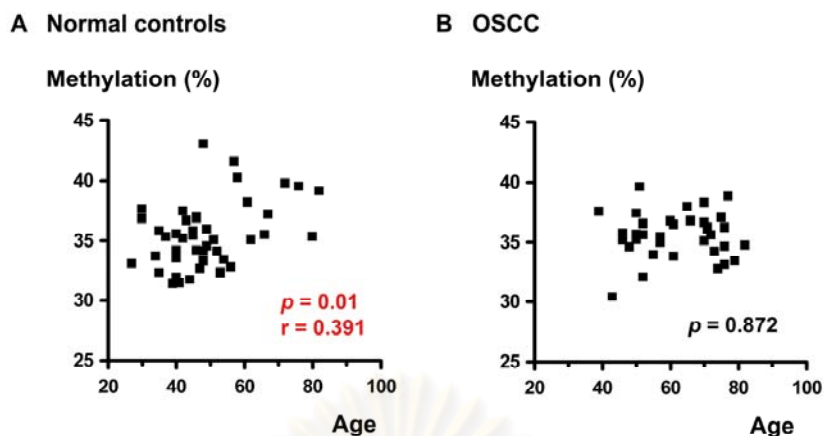 A Normal controls
Methylation (%)
45
40
35
30
25
20 40 60 80 100
Age
p = 0.01
r = 0.391
B OSCC
Methylation (%)
45
40
35
30
25
20 40 60 80 100
Age
p = 0.872